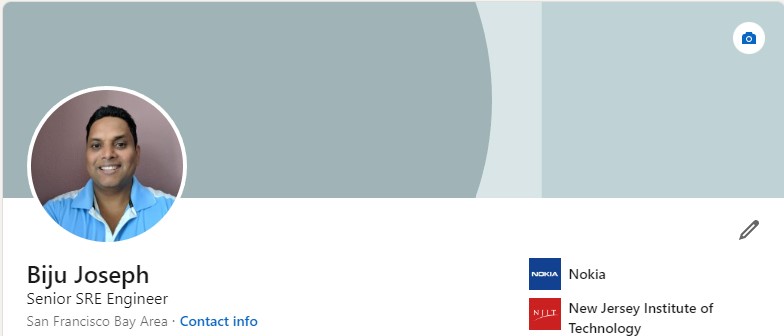 Biju Joseph
Senior SRE Engineer
San Francisco Bay Area · Contact info
NOKIA
Nokia
NJIT
New Jersey Institute of
Technology